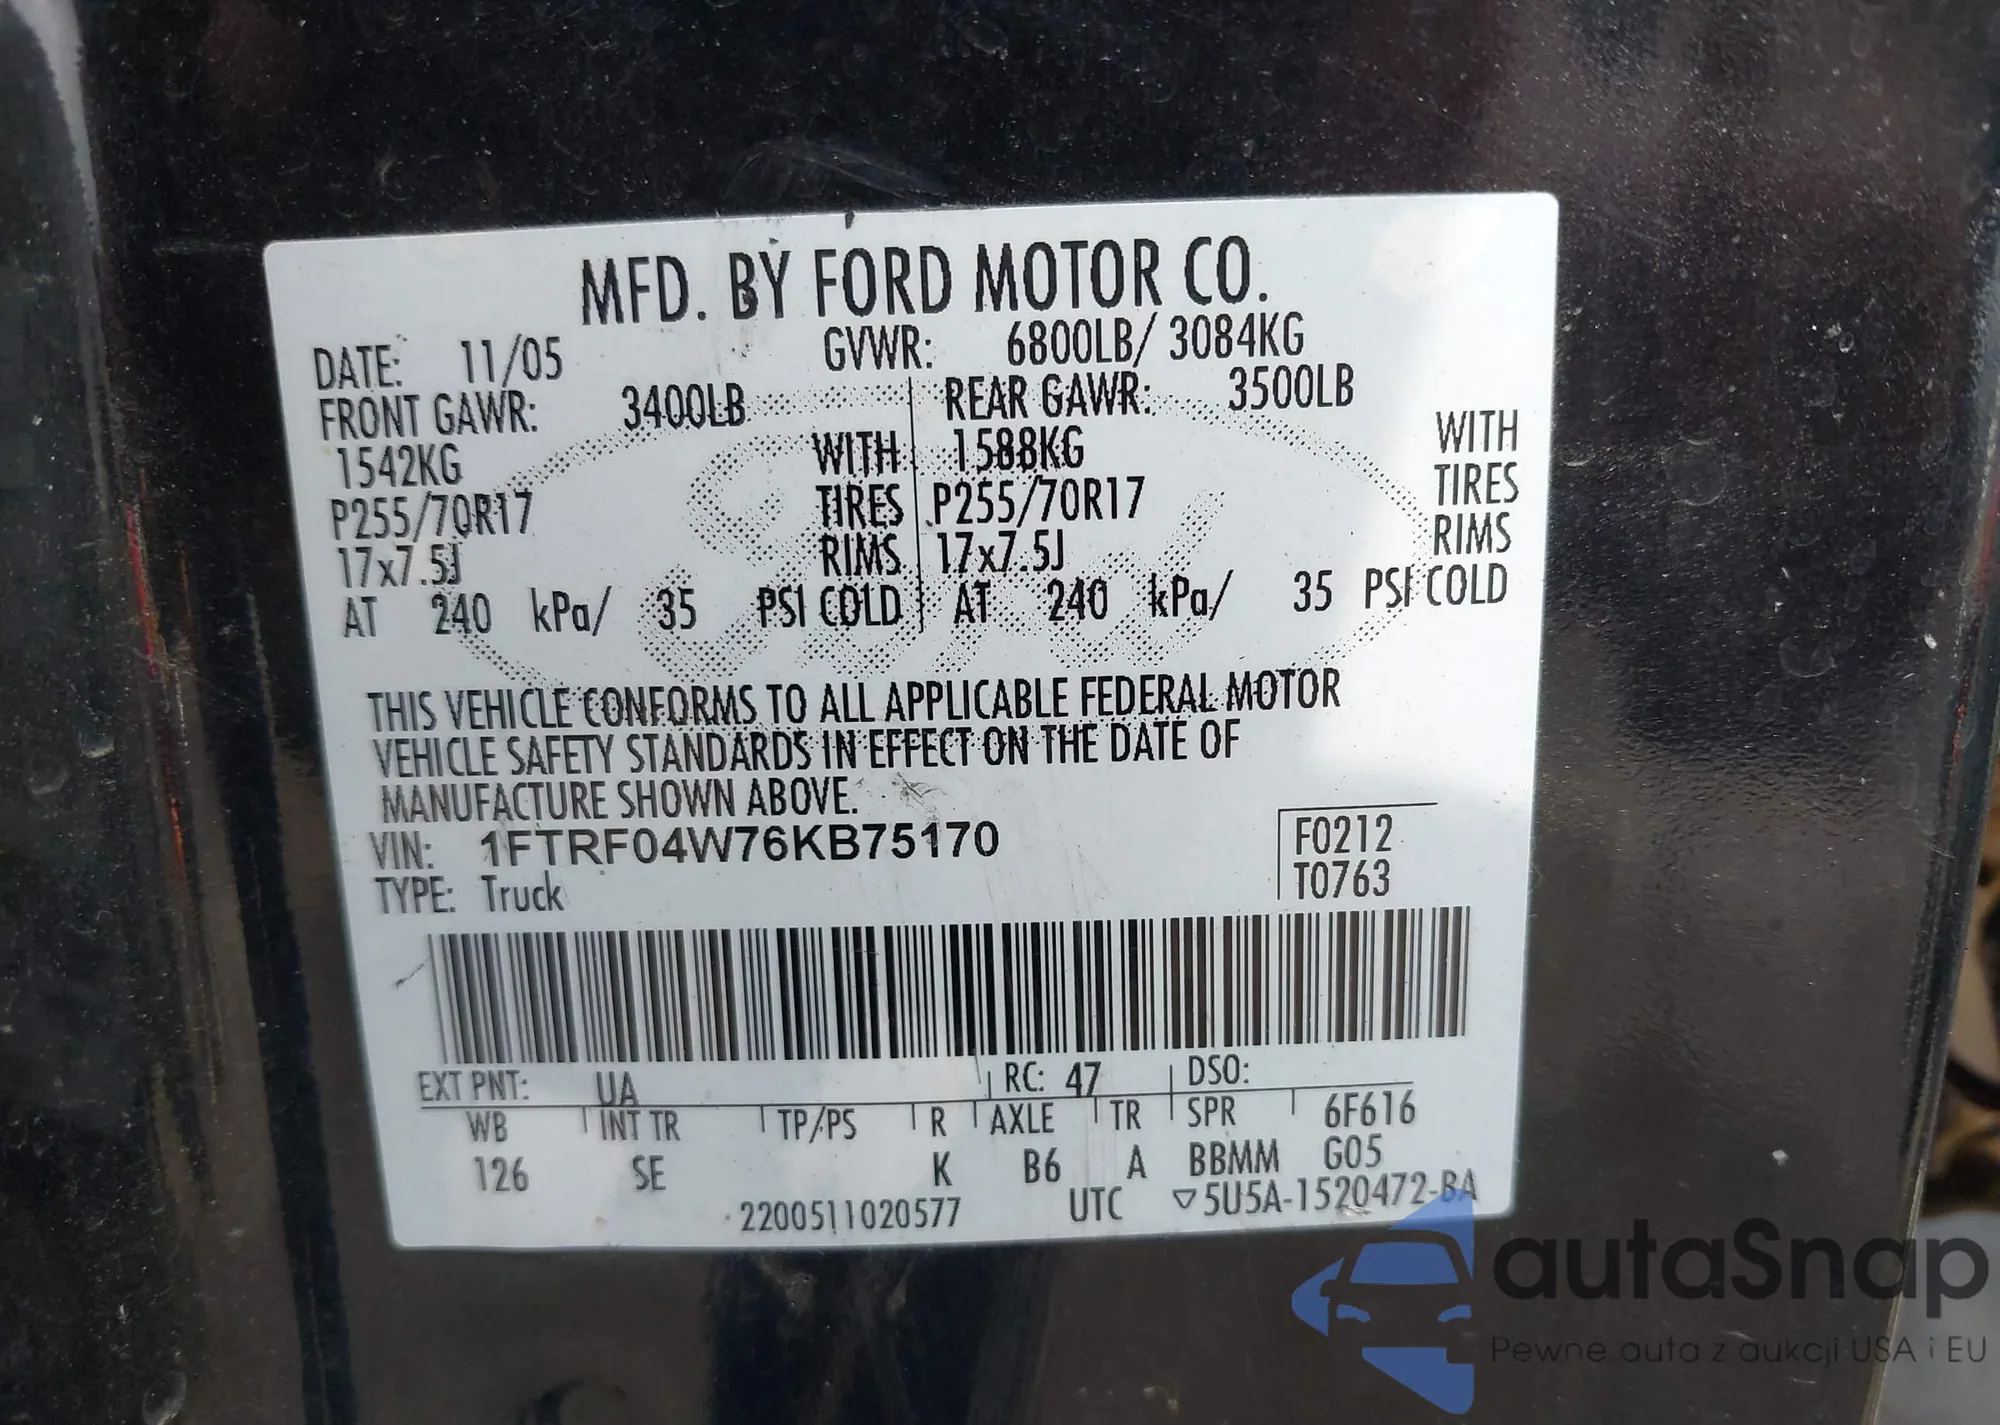 MFD. BY FORD MOTOR CO.
DATE: 11/05 GVWR: 6800LB/ 3084KG
FRONT GAWR: 3400LB REAR GAWR: 3500LB
1542KG WITH 1588KG WITH
P255/70R17 TIRES P255/70R17 TIRES
17x7.5J RIMS 17x7.5J RIMS
AT 240 kPa/ 35 PSI COLD AT 240 kPa/ 35 PSI COLD
THIS VEHICLE CONFORMS TO ALL APPLICABLE FEDERAL MOTOR
VEHICLE SAFETY STANDARDS IN EFFECT ON THE DATE OF
MANUFACTURE SHOWN ABOVE.
VIN: 1FTRF04W76KB75170 F0212
TYPE: Truck T0763
EXT PNT: UA RC: 47 DSO:
WB INT TR TP/PS R AXLE TR SPR 6F616
126 SE K B6 A BBMM G05
2200511020577 UTC ▽5U5A-1520472-BA
autaSnap
Pewne auta z aukcji USA i EU